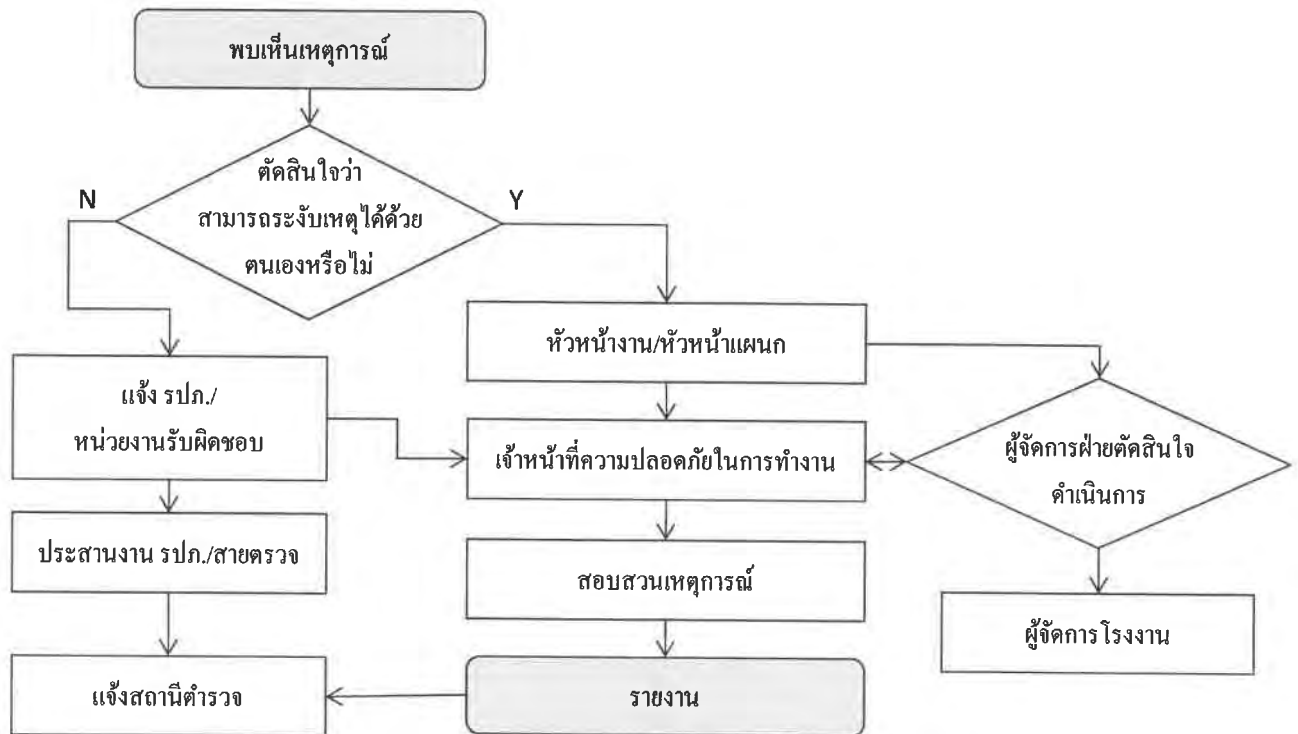 พบเห็นเหตุการณ์
ตัดสินใจว่า
สามารถระงับเหตุได้ด้วย
ตนเองหรือไม่
N
Y
หัวหน้างาน/หัวหน้าแผนก
แจ้ง รปภ./
หน่วยงานรับผิดชอบ
เจ้าหน้าที่ความปลอดภัยในการทำงาน
ผู้จัดการฝ่ายตัดสินใจ
ดำเนินการ
ประสานงาน รปภ./สายตรวจ
สอบสวนเหตุการณ์
ผู้จัดการโรงงาน
แจ้งสถานีตำรวจ
รายงาน